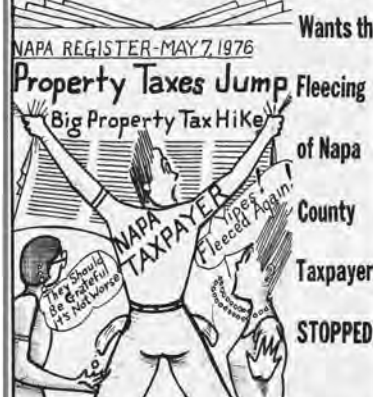 NAPA REGISTER-MAY 7, 1976
Property Taxes Jump
Big Property Tax Hike
NAPA
TAXPAYER
They Should
Be Grateful
It's Not Worse
Yipes!
Fleeced Again!
Wants th
Fleecing
of Napa
County
Taxpayer
STOPPED